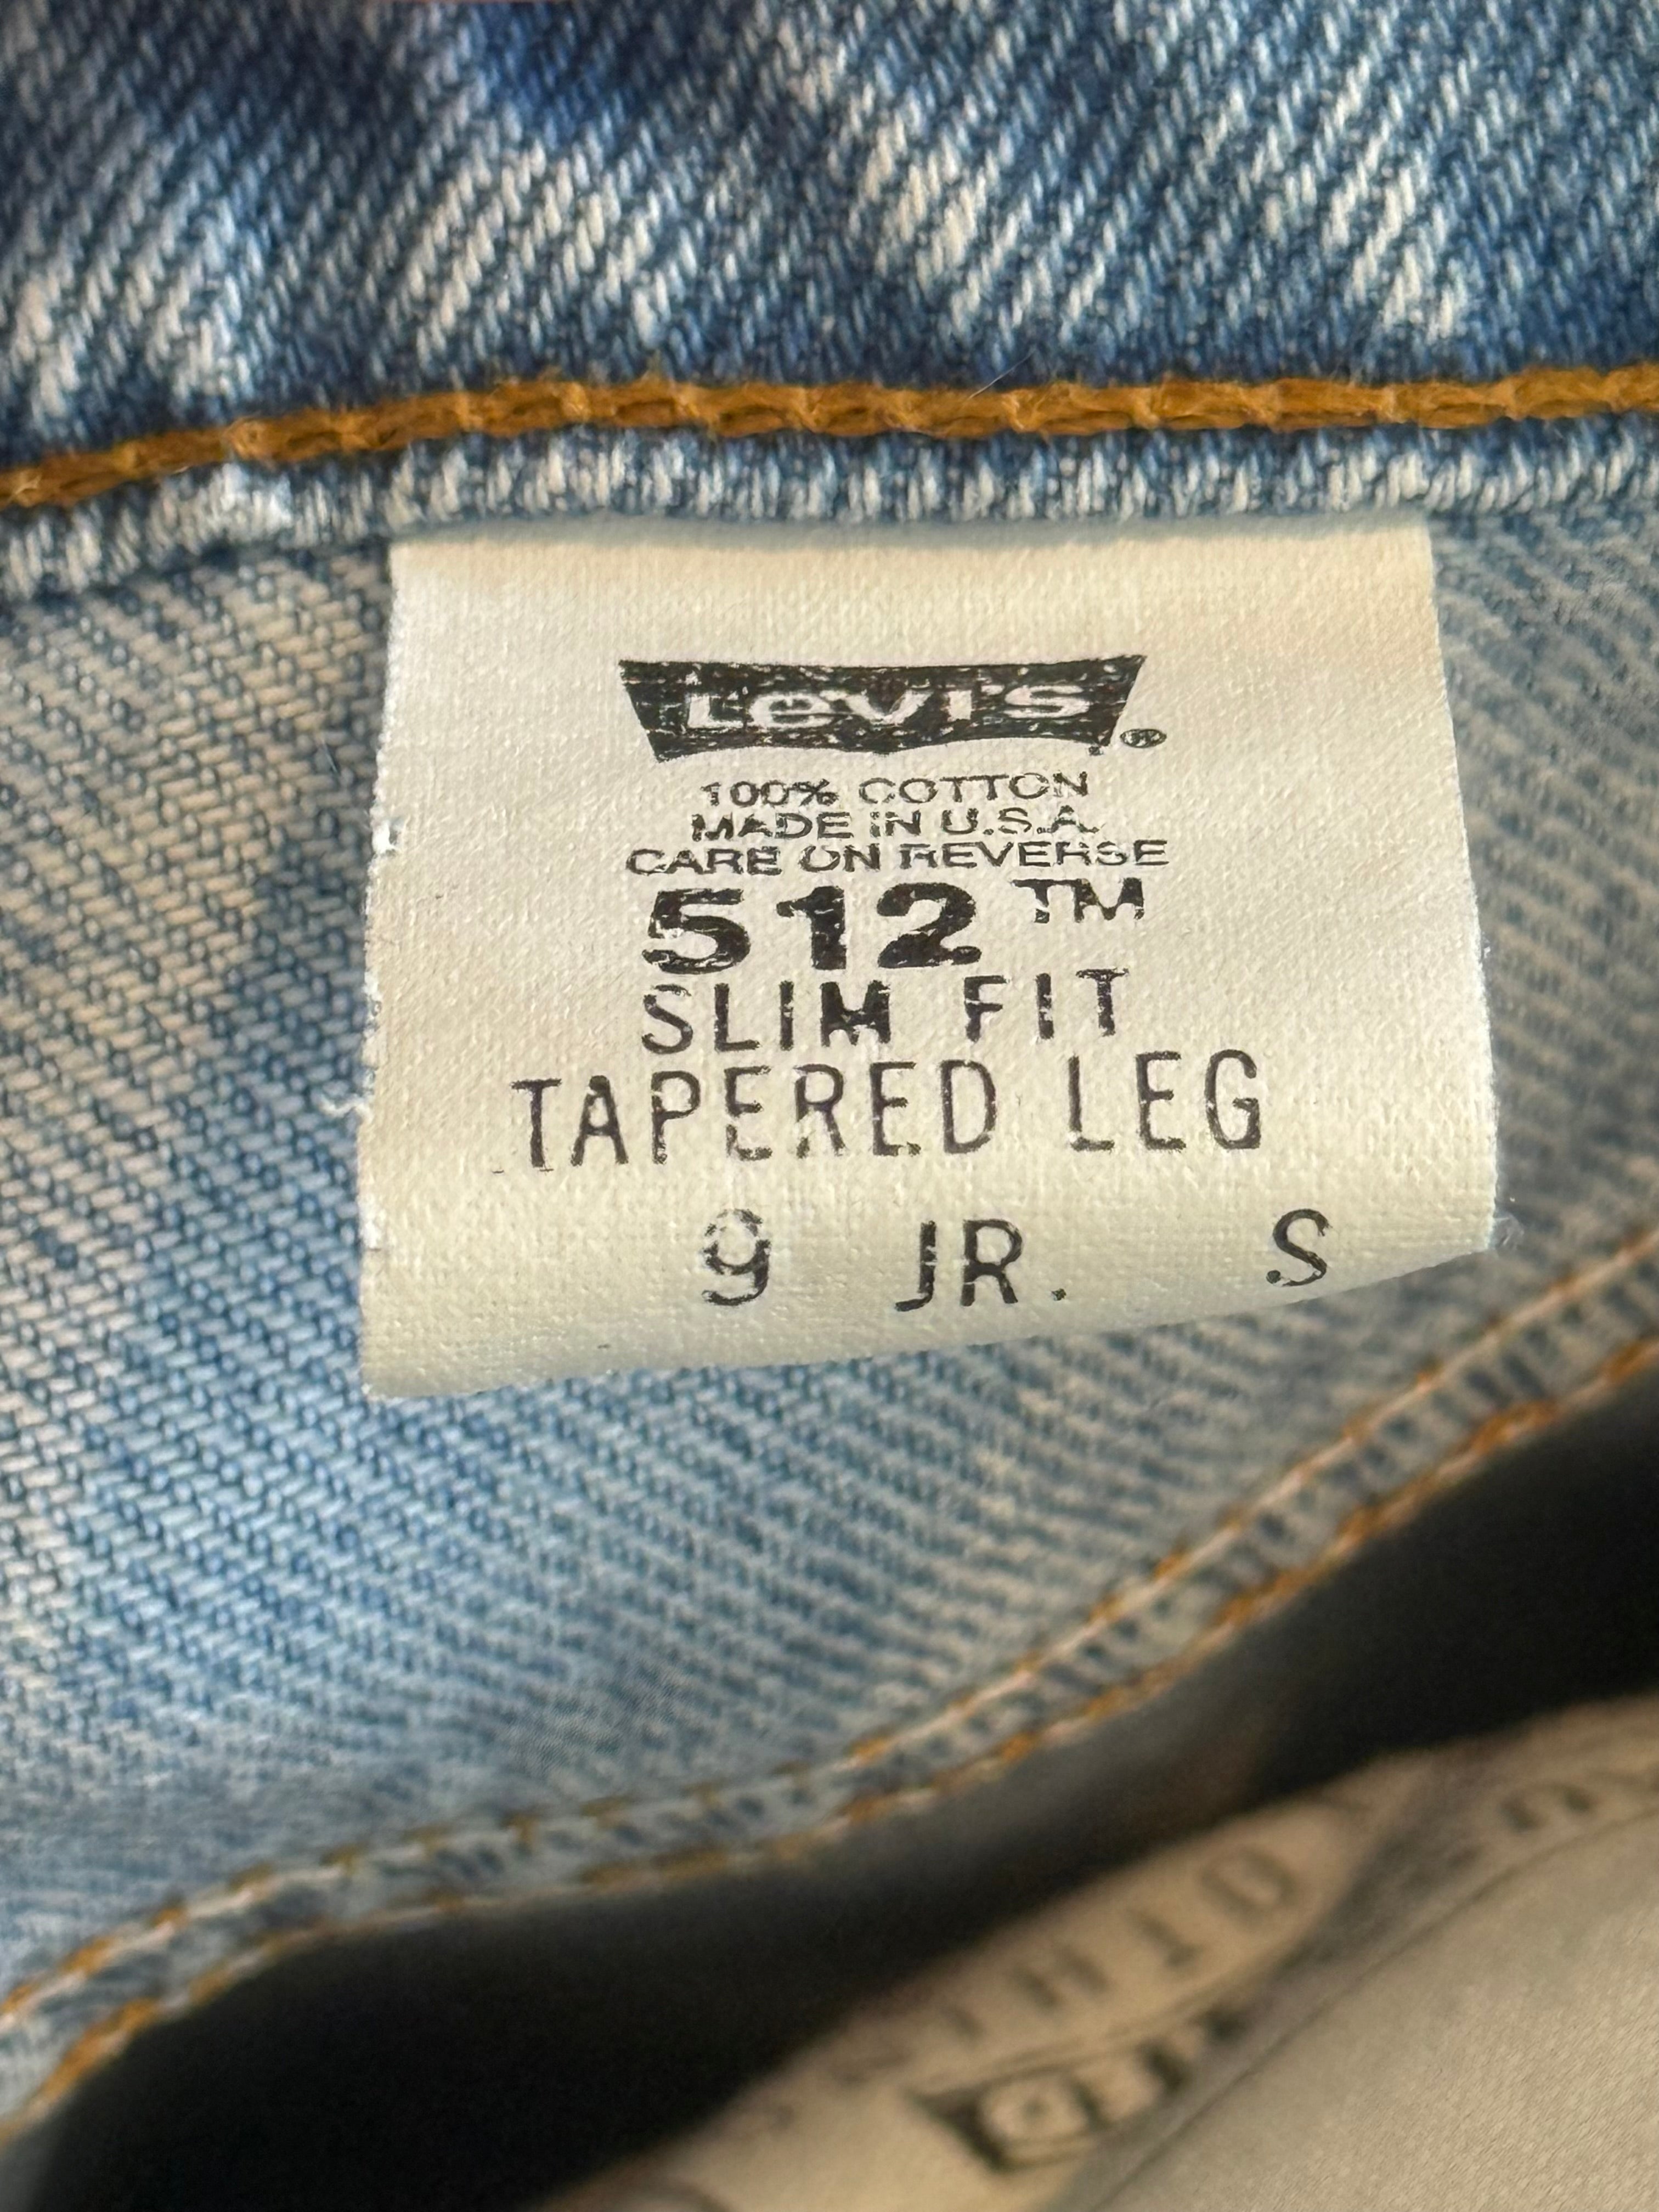 Levi's®
100% COTTON
MADE IN U.S.A.
CARE ON REVERSE
512™
SLIM FIT
TAPERED LEG
9 JR. S